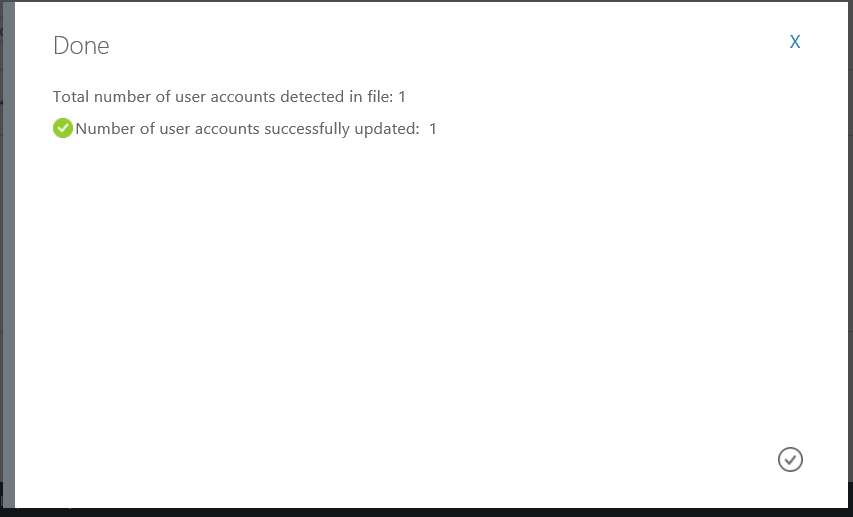 Done
X
Total number of user accounts detected in file: 1
Number of user accounts successfully updated: 1